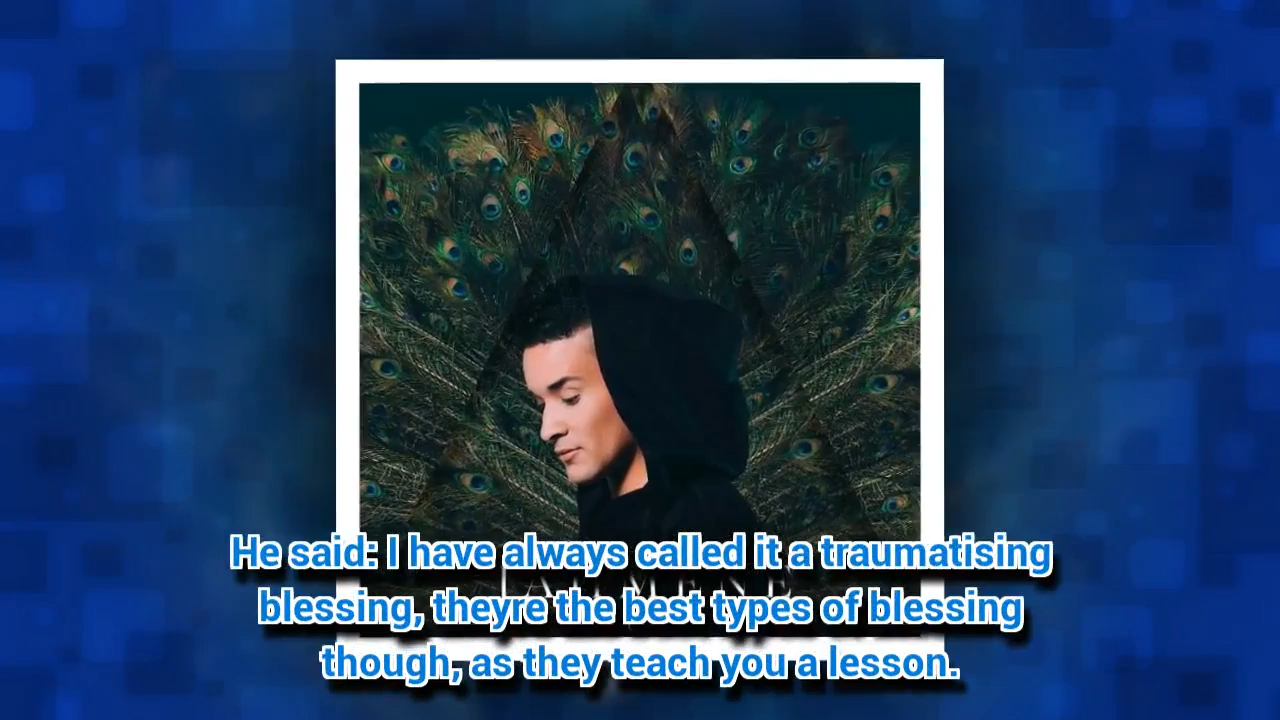 He said: I have always called it a traumatising
blessing, theyre the best types of blessing
though, as they teach you a lesson.